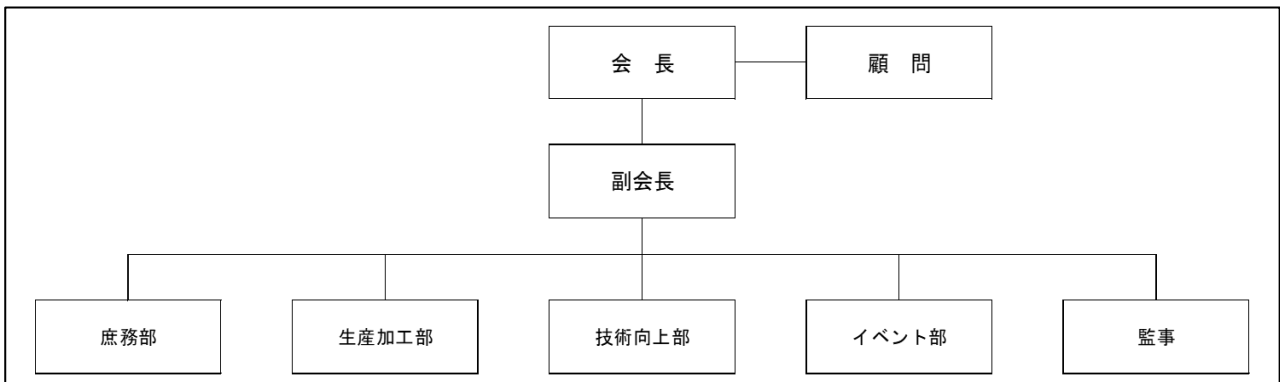 会　長
顧　問
副会長
庶務部
生産加工部
技術向上部
イベント部
監事